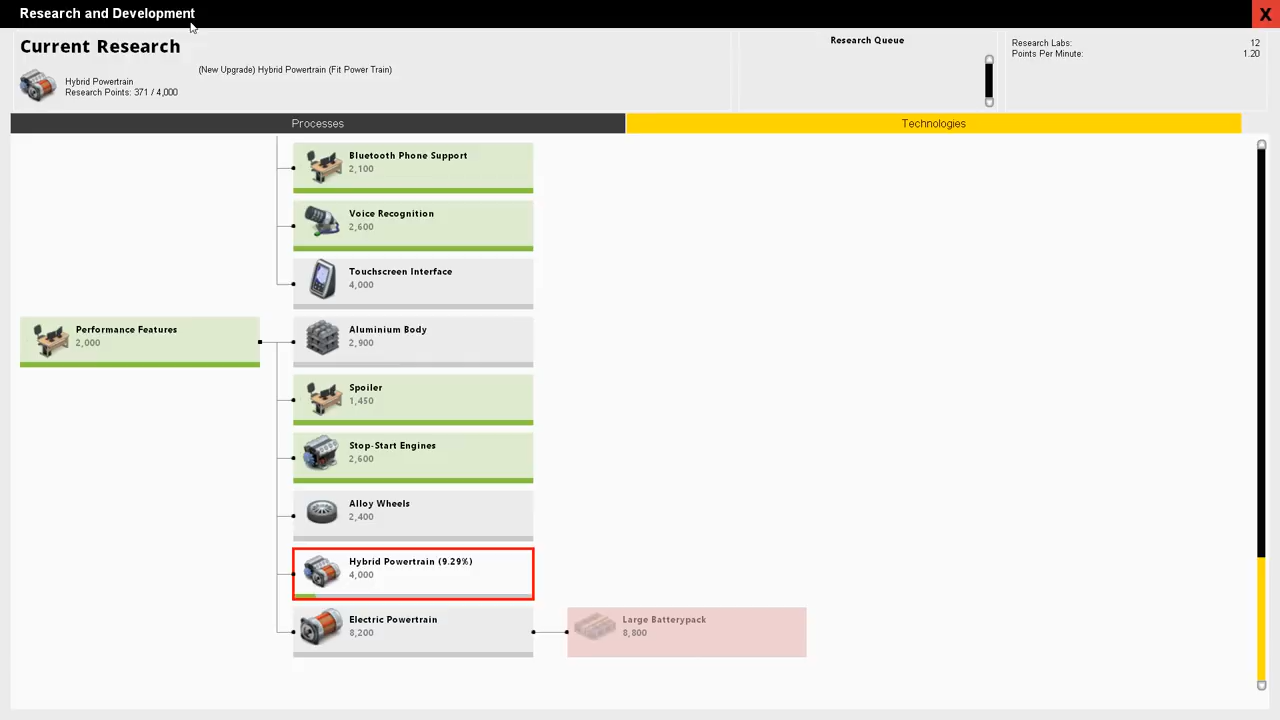 Research and Development
X
Current Research
Hybrid Powertrain
Research Points: 371 / 4,000
(New Upgrade) Hybrid Powertrain (Fit Power Train)
Research Queue
Research Labs: 12
Points Per Minute: 1.20
Processes
Technologies
Bluetooth Phone Support
2,100
Voice Recognition
2,600
Touchscreen Interface
4,000
Performance Features
2,000
Aluminium Body
2,900
Spoiler
1,450
Stop-Start Engines
2,600
Alloy Wheels
2,400
Hybrid Powertrain (9.29%)
4,000
Electric Powertrain
8,200
Large Batterypack
8,800